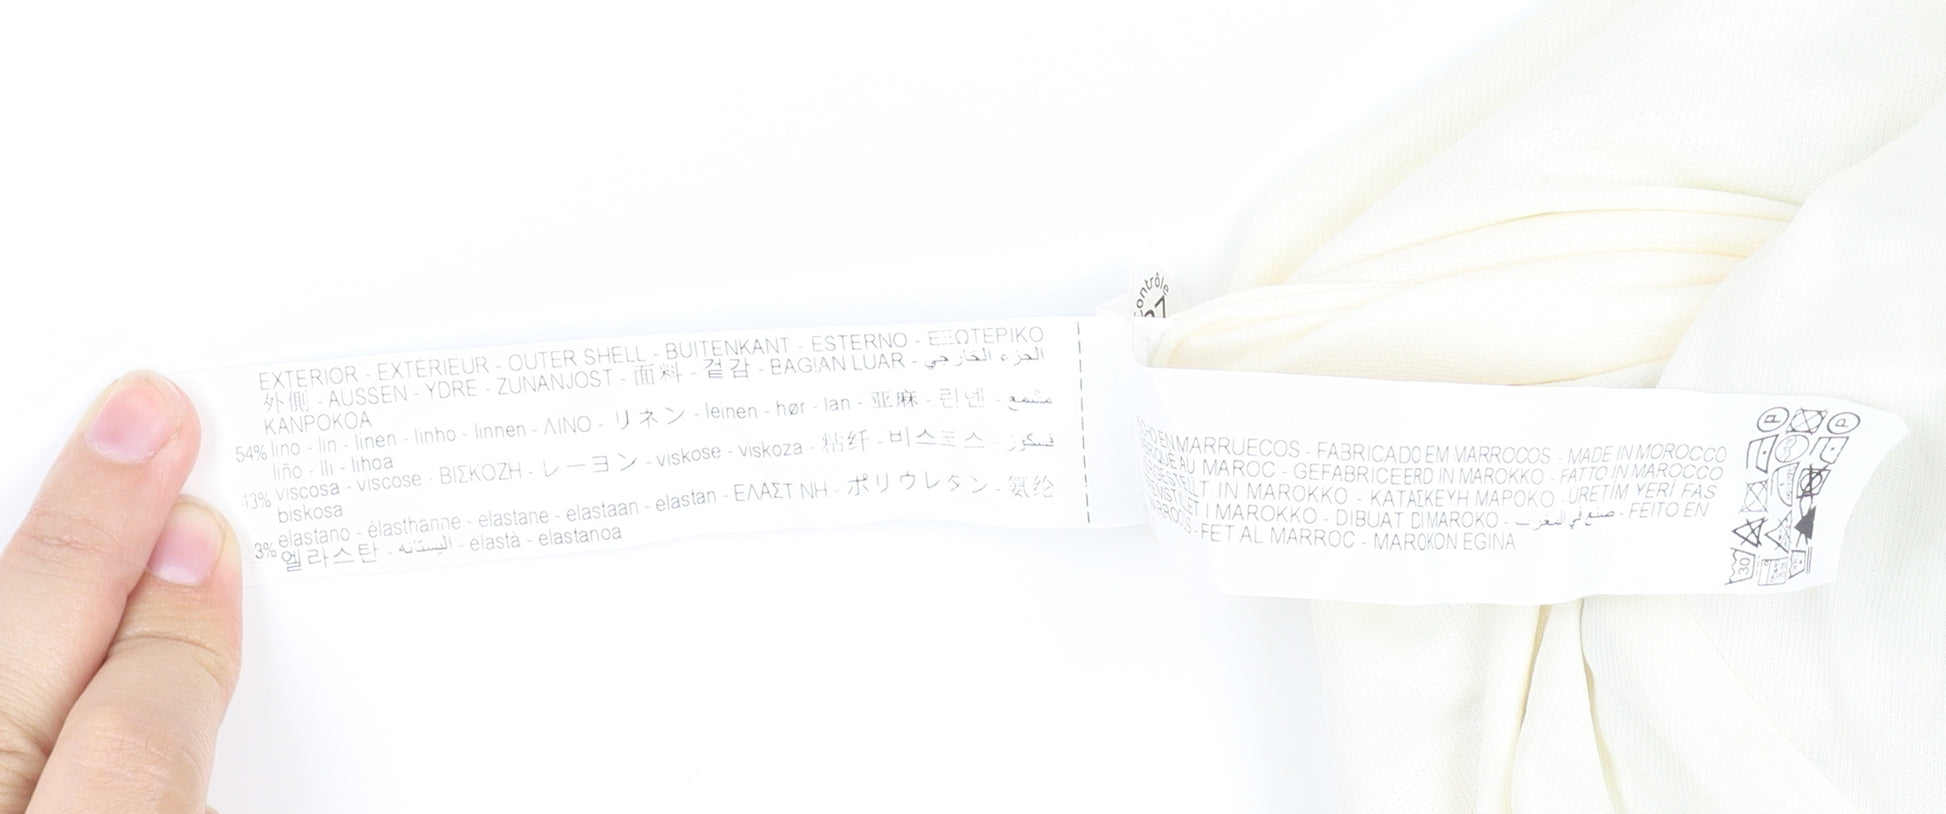 EXTERIOR - EXTÉRIEUR - OUTER SHELL - BUITENKANT - ESTERNO - ΕΞΩΤΕΡΙΚΟ
外側 - AUSSEN - YDRE - ZUNANJOST - 面料 - 겉감 - BAGIAN LUAR - الجزء الخارجي
KANPOKOA
54% lino - lin - linen - linho - linnen - ΛΙΝΟ - リネン - leinen - hør - lan - 亚麻 - 린넨 - مشمع
liño - lli - lihoa
43% viscosa - viscose - ΒΙΣΚΟΖΗ - レーヨン - viskose - viskoza - 粘纤 - 비스코스 - فسكوز
biskosa
3% elastano - élasthanne - elastane - elastaan - elastan - ΕΛΑΣΤΙΝΗ - ポリウレタン - 氨纶
엘라스탄 - اليستانه - elastà - elastanoa
contrôle
EN MARRUECOS - FABRICADO EM MARROCOS - MADE IN MOROCCO
AU MAROC - GEFABRICEERD IN MAROKKO - FATTO IN MAROCCO
IN MAROKKO - ΚΑΤΑΣΚΕΥΗ ΜΑΡΟΚΟ - ÜRETİM YERİ FAS
I MAROKKO - DIBUAT DI MAROKO - صنع في المغرب - FEITO EN
- FET AL MARROC - MAROKON EGINA
P P
30